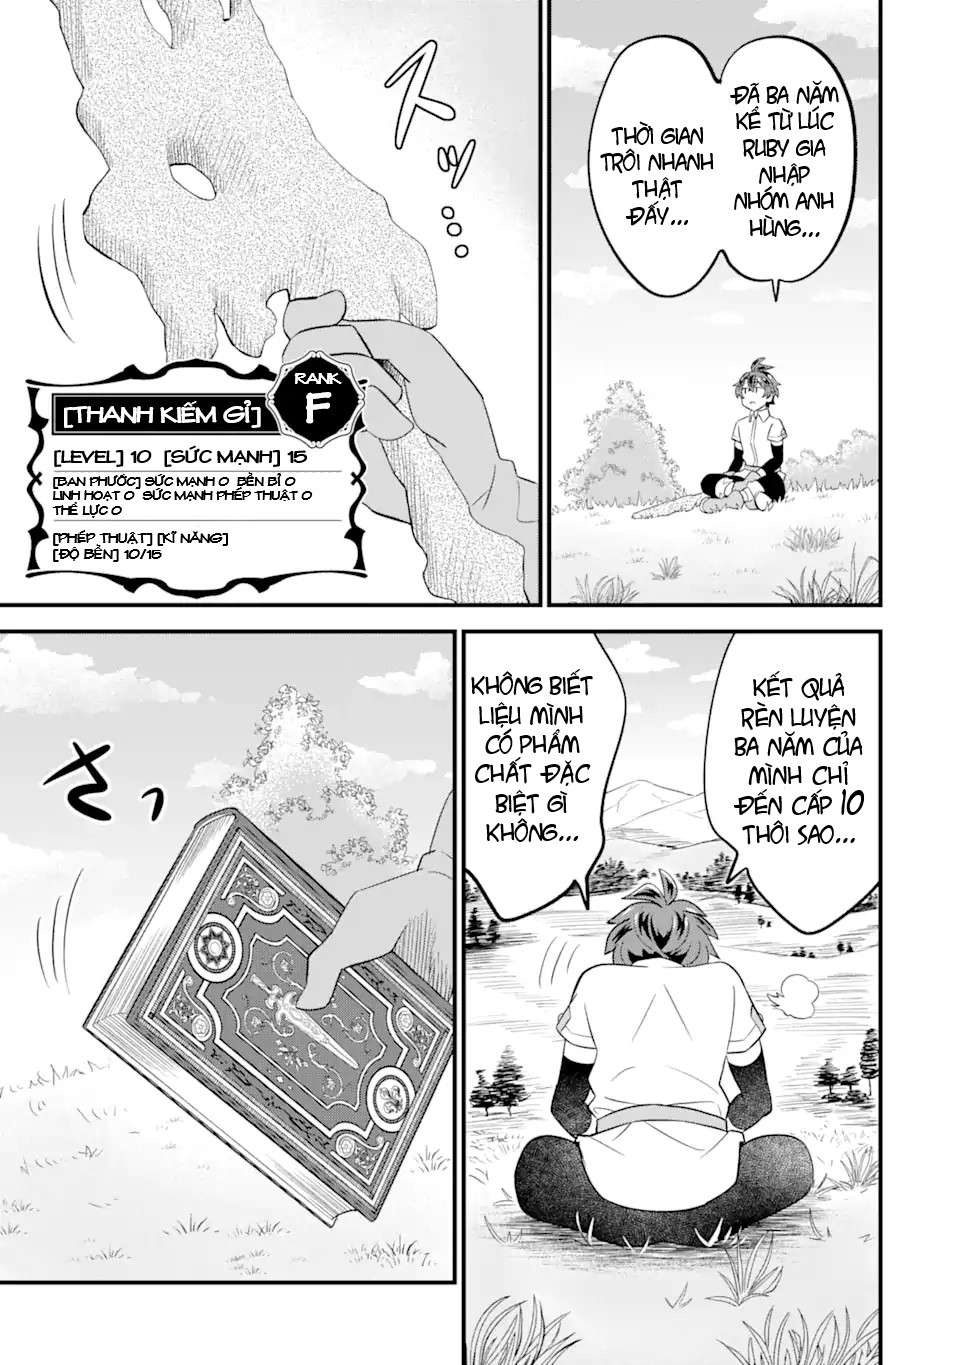 ĐÃ BA NĂM
KỂ TỪ LÚC
RUBY GIA
NHẬP
NHÓM ANH
HÙNG...
THỜI GIAN
TRÔI NHANH
THẬT
ĐẤY...
スッ…
RANK
F
[THANH KIẾM GỈ]
[LEVEL] 10 [SỨC MẠNH] 15
[BAN PHƯỚC] SỨC MẠNH 0 BỀN BỈ 0
LINH HOẠT 0 SỨC MẠNH PHÉP THUẬT 0
THỂ LỰC 0
[PHÉP THUẬT] [KĨ NĂNG]
[ĐỘ BỀN] 10/15
KẾT QUẢ
RÈN LUYỆN
BA NĂM CỦA
MÌNH CHỈ
ĐẾN CẤP 10
THÔI SAO...
KHÔNG BIẾT
LIỆU MÌNH
CÓ PHẨM
CHẤT ĐẶC
BIỆT GÌ
KHÔNG...
さっ